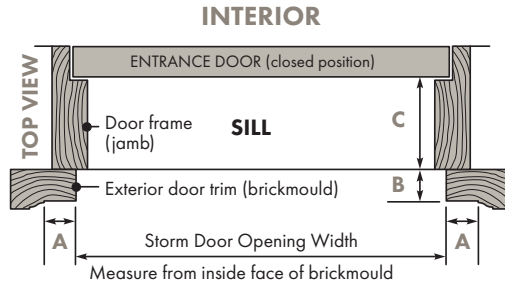 INTERIOR
TOP VIEW
ENTRANCE DOOR (closed position)
Door frame
(jamb)
SILL
C
Exterior door trim (brickmould)
B
A
Storm Door Opening Width
A
Measure from inside face of brickmould